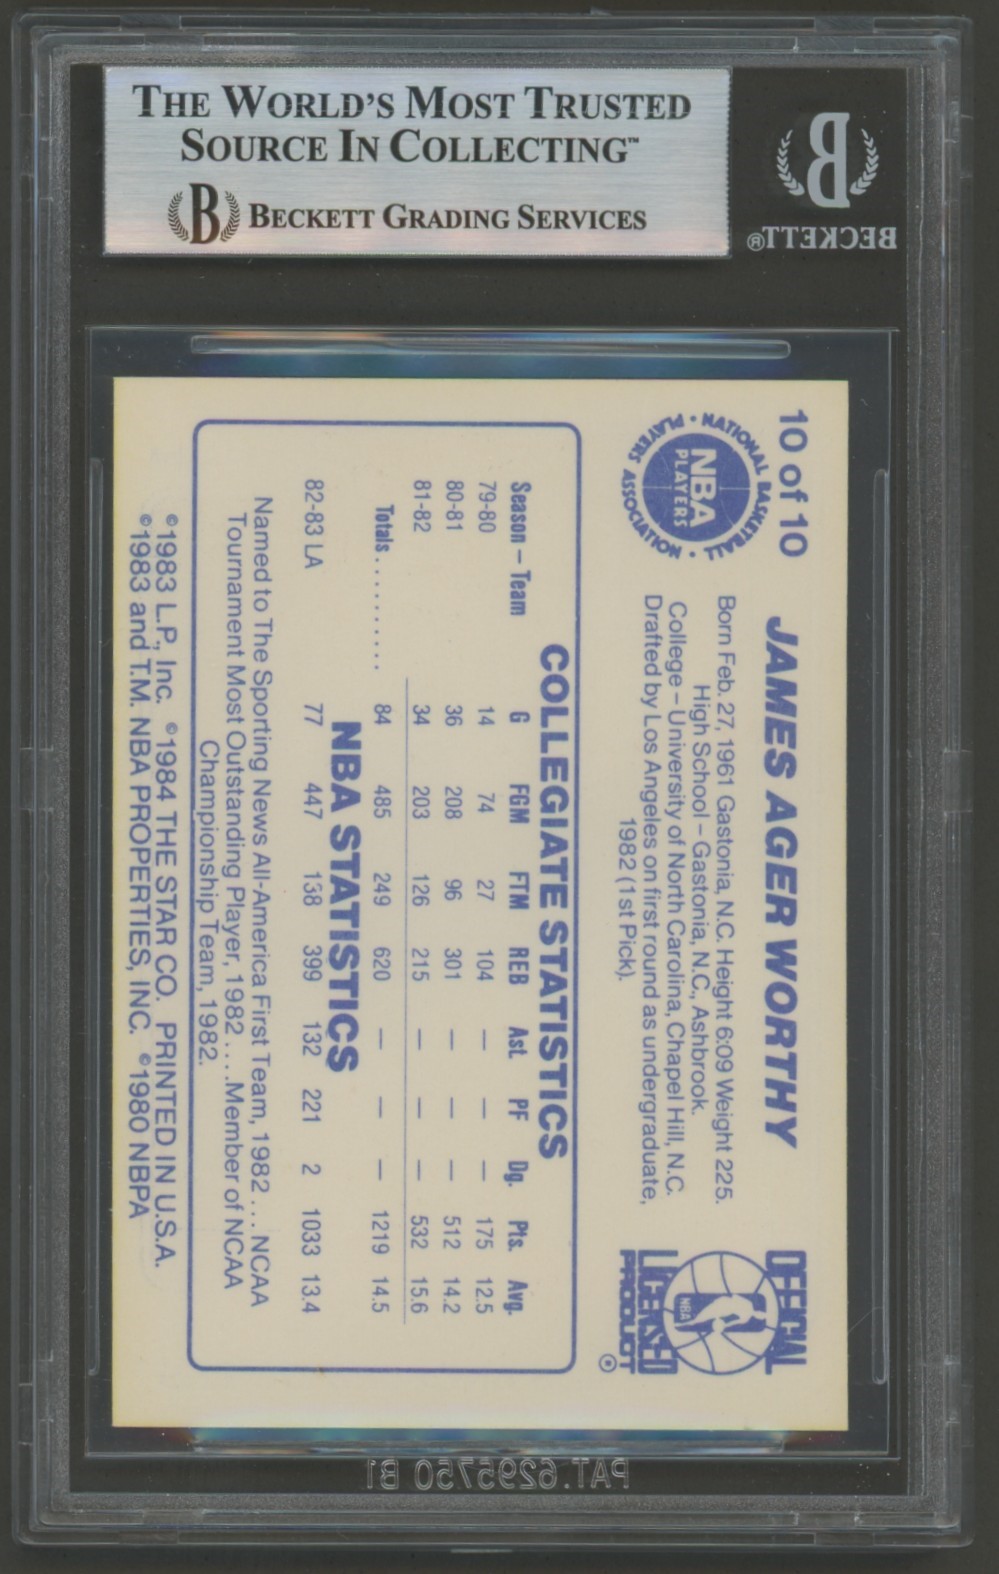 THE WORLD'S MOST TRUSTED
SOURCE IN COLLECTING™
B BECKETT GRADING SERVICES
B
BECKETT®
10 of 10
JAMES AGER WORTHY
NATIONAL BASKETBALL PLAYERS ASSOCIATION
NBA
PLAYERS
Born Feb. 27, 1961 Gastonia, N.C. Height 6:09 Weight 225.
High School – Gastonia, N.C., Ashbrook.
College – University of North Carolina, Chapel Hill, N.C.
Drafted by Los Angeles on first round as undergraduate,
1982 (1st Pick).
OFFICIAL
NBA
LICENSED
PRODUCT ®
COLLEGIATE STATISTICS
Season – Team G FGM FTM REB Ast. PF Dg. Pts. Avg.
79-80 14 74 27 104 — — — 175 12.5
80-81 36 208 96 301 — — — 512 14.2
81-82 34 203 126 215 — — — 532 15.6
Totals.......... 84 485 249 620 — — — 1219 14.5
NBA STATISTICS
82-83 LA 77 447 138 399 132 221 2 1033 13.4
Named to The Sporting News All-America First Team, 1982 ... NCAA
Tournament Most Outstanding Player, 1982 ... Member of NCAA
Championship Team, 1982.
©1983 L.P., Inc. ©1984 THE STAR CO. PRINTED IN U.S.A.
©1983 and T.M. NBA PROPERTIES, INC. ©1980 NBPA
PAT.6295750 B1